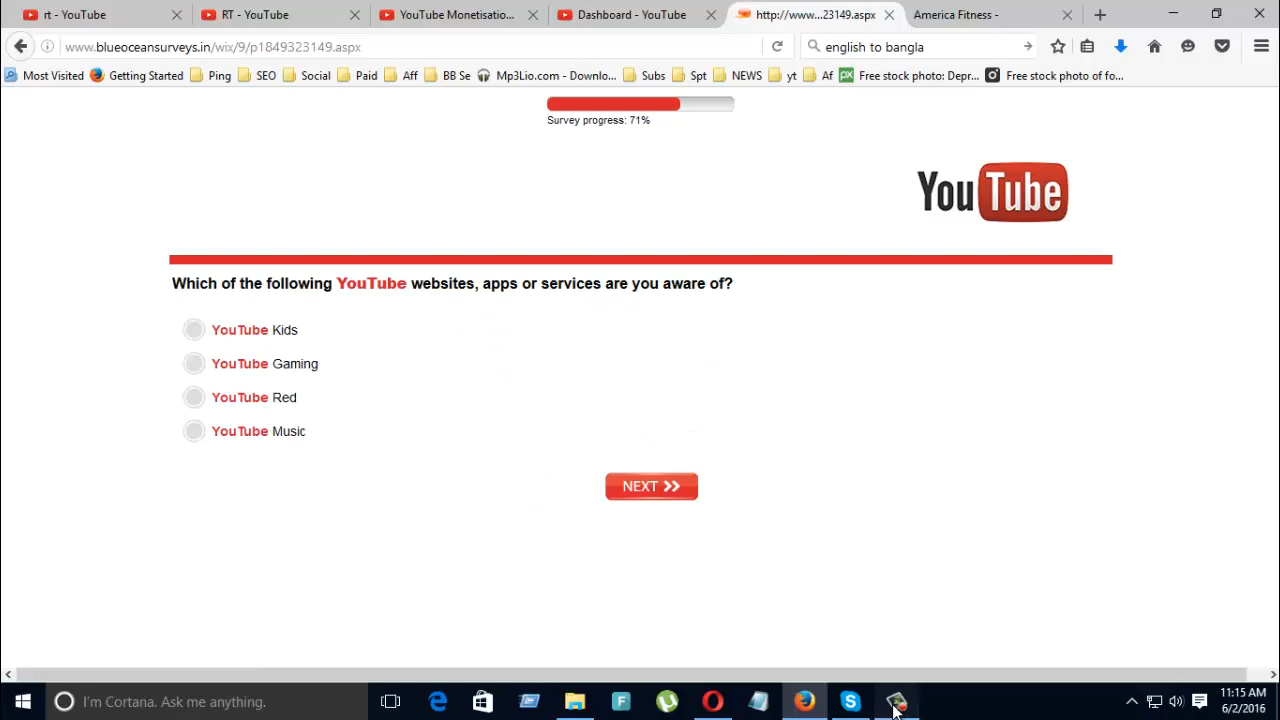 rt - YouTube
RT - YouTube
YouTube Monetisatio...
Dashboard - YouTube
http://www...23149.aspx
America Fitness -
www.blueoceansurveys.in/wix/9/p1849323149.aspx
english to bangla
Most Visited
Getting Started
Ping
SEO
Social
Paid
Aff
BB Se
Mp3Lio.com - Downlo...
Subs
Spt
NEWS
yt
Af
px
Free stock photo: Depr...
Free stock photo of fo...
Survey progress: 71%
YouTube
Which of the following YouTube websites, apps or services are you aware of?
YouTube Kids
YouTube Gaming
YouTube Red
YouTube Music
NEXT
I'm Cortana. Ask me anything.
11:15 AM
6/2/2016